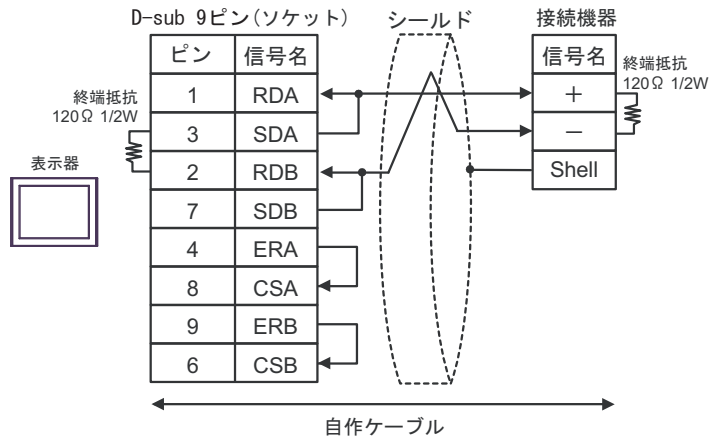 D-sub 9ピン(ソケット)
シールド
接続機器
ピン 信号名
1 RDA
3 SDA
2 RDB
7 SDB
4 ERA
8 CSA
9 ERB
6 CSB
終端抵抗
120Ω 1/2W
表示器
信号名
+
−
Shell
終端抵抗
120Ω 1/2W
自作ケーブル